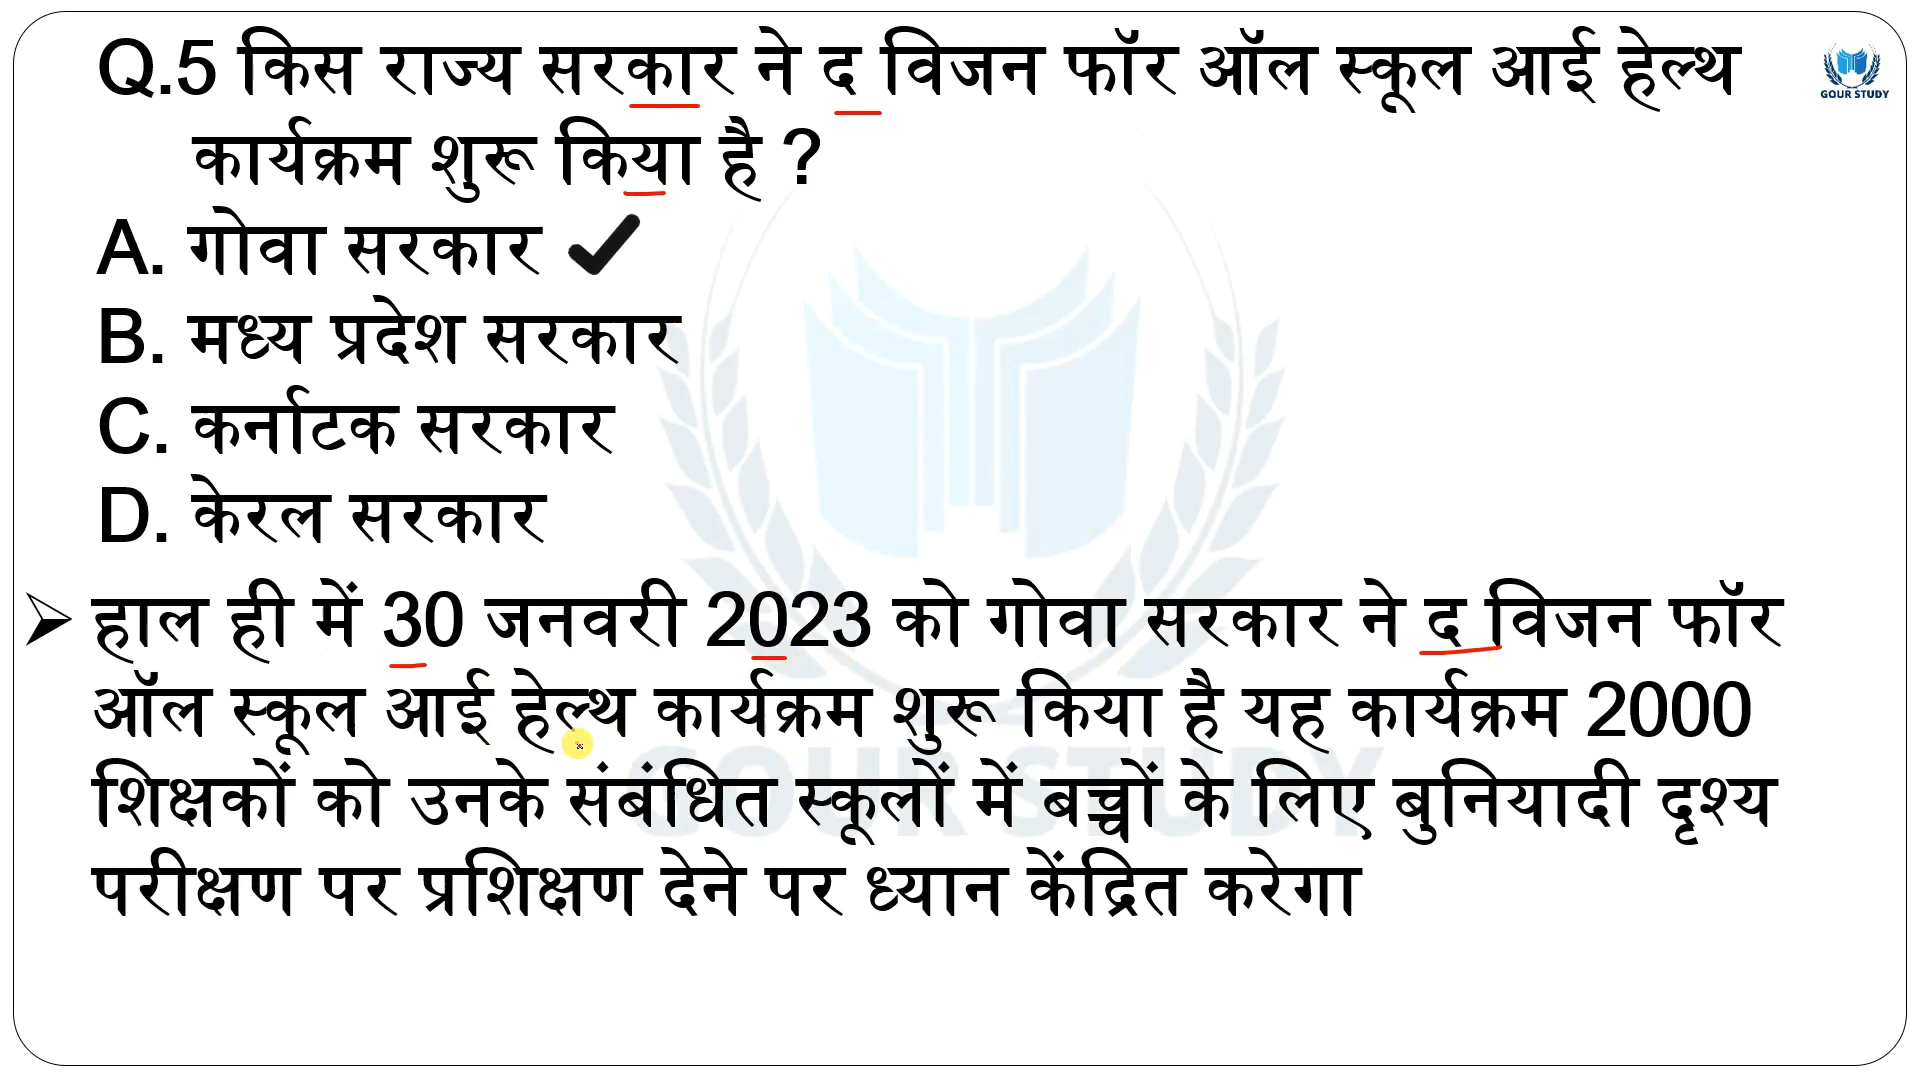 Q.5 किस राज्य सरकार ने द विजन फॉर ऑल स्कूल आई हेल्थ
कार्यक्रम शुरू किया है ?
A. गोवा सरकार
B. मध्य प्रदेश सरकार
C. कर्नाटक सरकार
D. केरल सरकार
हाल ही में 30 जनवरी 2023 को गोवा सरकार ने द विजन फॉर
ऑल स्कूल आई हेल्थ कार्यक्रम शुरू किया है यह कार्यक्रम 2000
शिक्षकों को उनके संबंधित स्कूलों में बच्चों के लिए बुनियादी दृश्य
परीक्षण पर प्रशिक्षण देने पर ध्यान केंद्रित करेगा
GOUR STUDY
GOUR STUDY